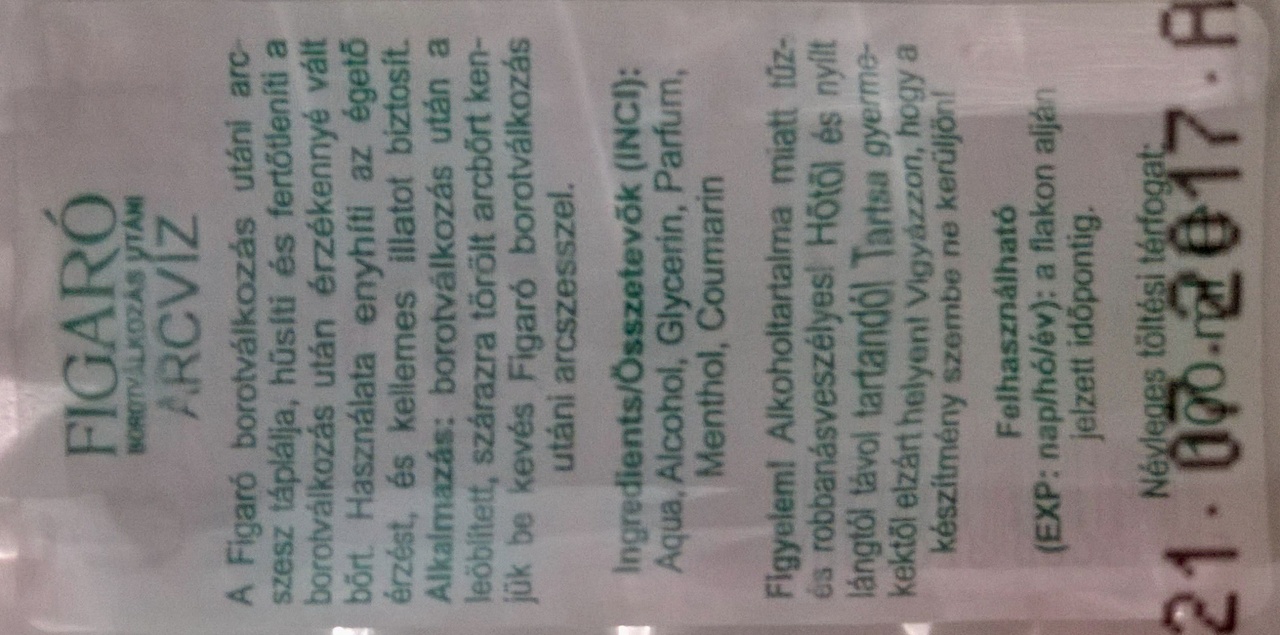 FIGARÓ
BOROTVÁLKOZÁS UTÁNI
ARCVÍZ
A Figaró borotválkozás utáni arc-
szesz táplálja, hűsíti és fertőtleníti a
borotválkozás után érzékennyé vált
bőrt. Használata enyhíti az égető
érzést, és kellemes illatot biztosít.
Alkalmazás: borotválkozás után a
leöblített, szárazra törölt arcbőrt ken-
jük be kevés Figaró borotválkozás
utáni arcszesszel.
Ingredients/Összetevők (INCI):
Aqua, Alcohol, Glycerin, Parfum,
Menthol, Coumarin
Figyelem! Alkoholtartalma miatt tűz-
és robbanásveszélyes! Hőtől és nyílt
lángtól távol tartandó! Tartsa gyerme-
kektől elzárt helyen! Vigyázzon, hogy a
készítmény szembe ne kerüljön!
Felhasználható
(EXP: nap/hó/év): a flakon alján
jelzett időpontig.
Névleges töltési térfogat:
100 ml
21. 07. 2017. A